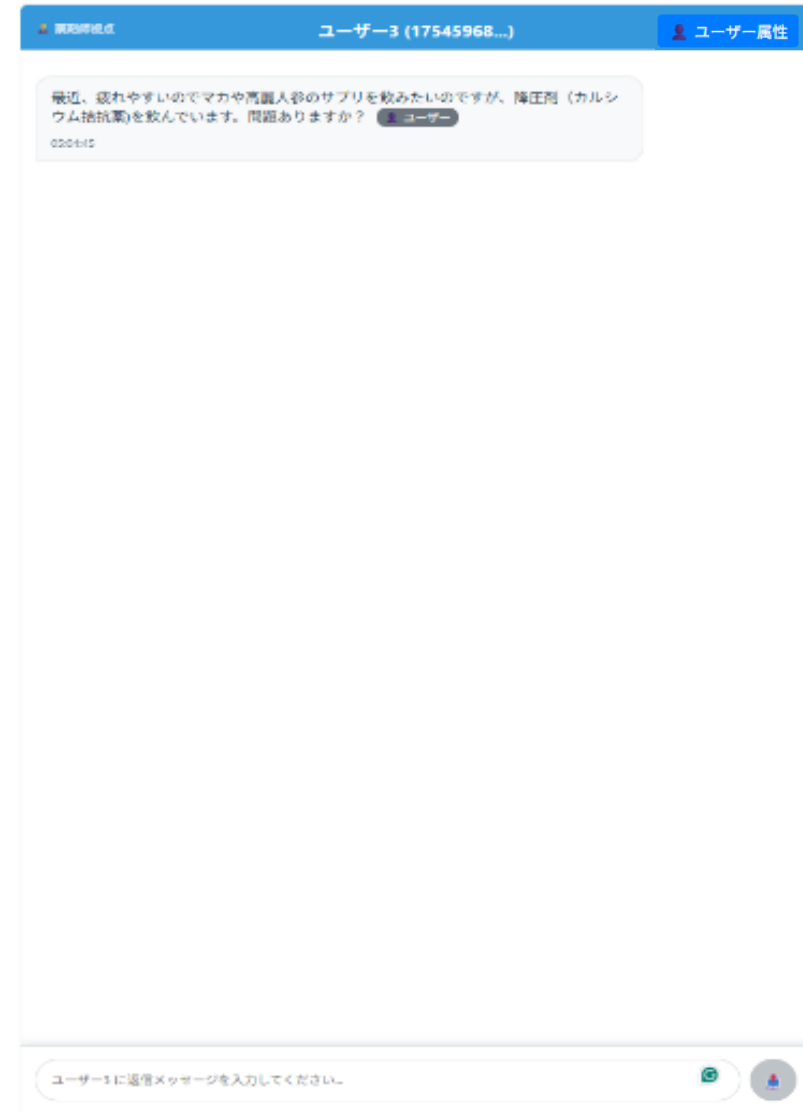 薬剤師視点
ユーザー3 (17545968...)
ユーザー属性
最近、疲れやすいのでマカや高麗人参のサプリを飲みたいのですが、降圧剤（カルシ
ウム拮抗薬)を飲んでいます。問題ありますか？ ユーザー
ユーザー3に返信メッセージを入力してください...